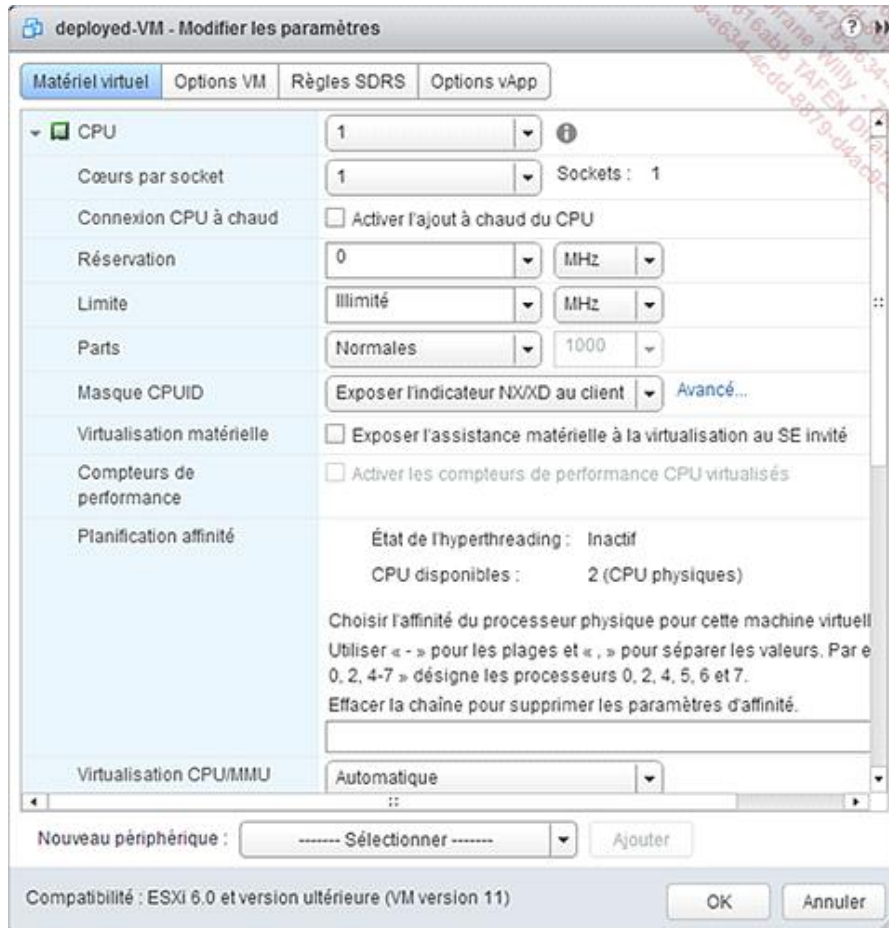 deployed-VM - Modifier les paramètres
Matériel virtuel Options VM Règles SDRS Options vApp
CPU 1
Cœurs par socket 1 Sockets : 1
Connexion CPU à chaud Activer l'ajout à chaud du CPU
Réservation 0 MHz
Limite Illimité MHz
Parts Normales 1000
Masque CPUID Exposer l'indicateur NX/XD au client Avancé...
Virtualisation matérielle Exposer l'assistance matérielle à la virtualisation au SE invité
Compteurs de performance Activer les compteurs de performance CPU virtualisés
Planification affinité État de l'hyperthreading : Inactif
CPU disponibles : 2 (CPU physiques)
Choisir l'affinité du processeur physique pour cette machine virtuell
Utiliser « - » pour les plages et « , » pour séparer les valeurs. Par e
0, 2, 4-7 » désigne les processeurs 0, 2, 4, 5, 6 et 7.
Effacer la chaîne pour supprimer les paramètres d'affinité.
Virtualisation CPU/MMU Automatique
Nouveau périphérique : ------- Sélectionner ------- Ajouter
Compatibilité : ESXi 6.0 et version ultérieure (VM version 11) OK Annuler